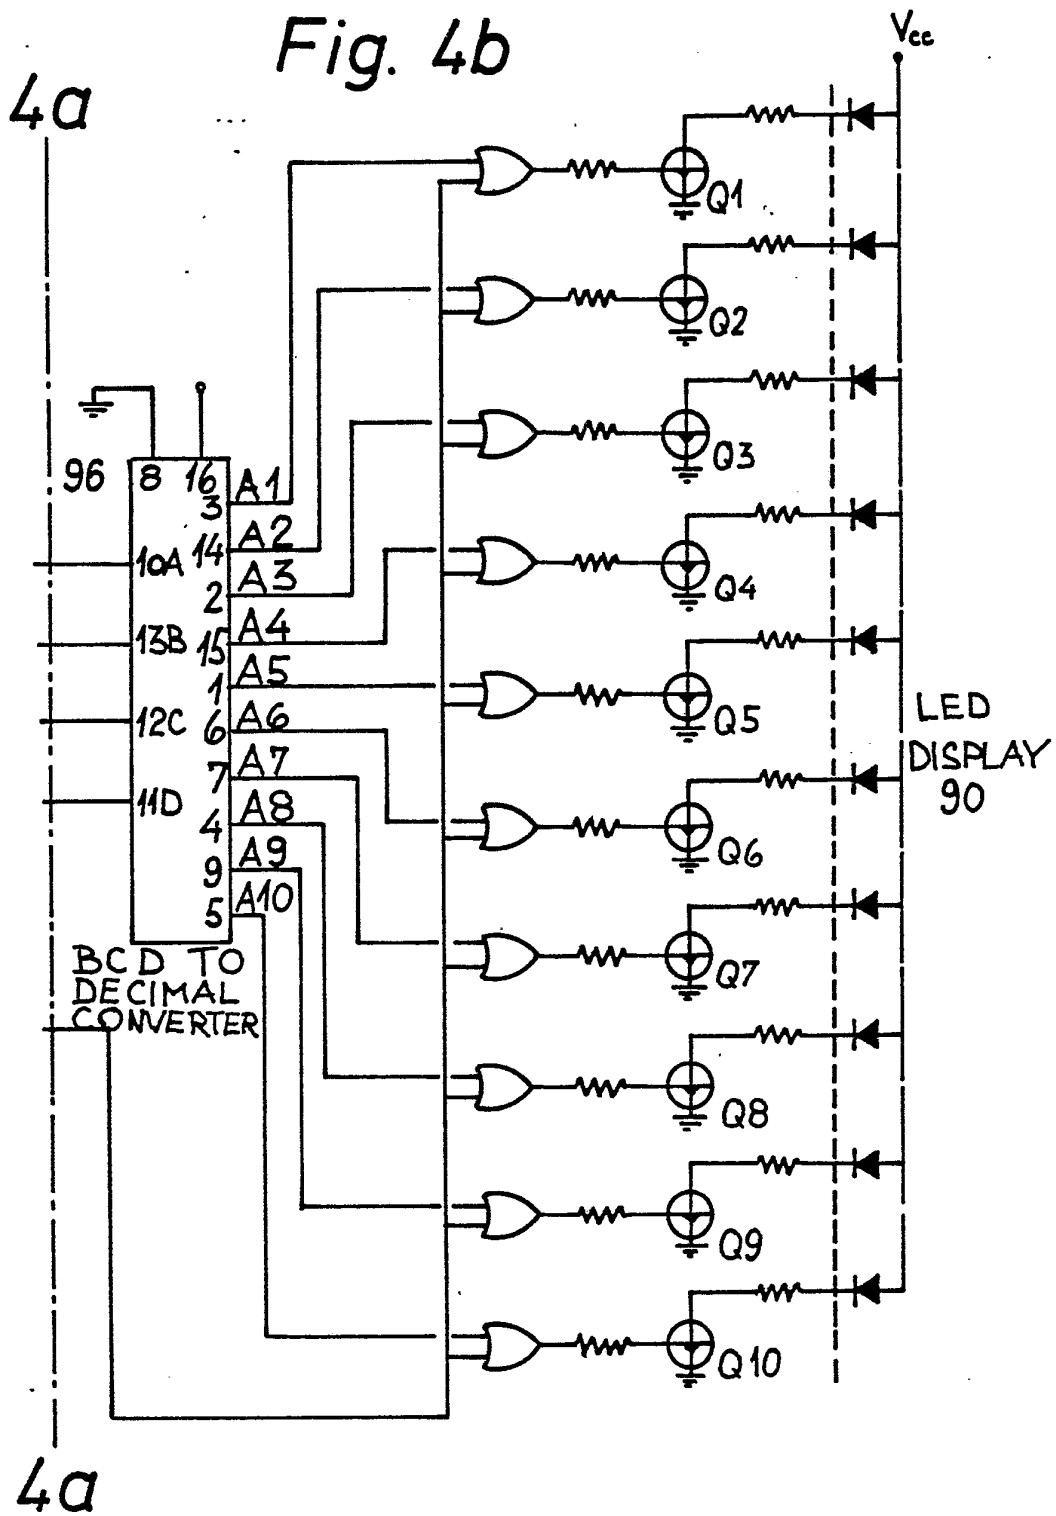 Fig. 4b
4a
Vcc
Q1
Q2
Q3
Q4
Q5
Q6
Q7
Q8
Q9
Q10
96
8 16
3 A1
14 A2
2 A3
15 A4
1 A5
6 A6
7 A7
4 A8
9 A9
5 A10
10A
13B
12C
11D
BCD TO
DECIMAL
CONVERTER
LED
DISPLAY
90
4a